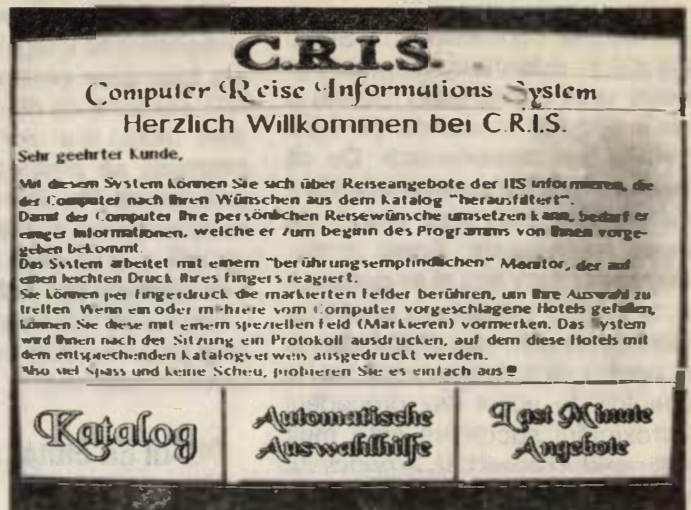 C.R.I.S.
Computer Reise Informations System
Herzlich Willkommen bei C.R.I.S.
Sehr geehrter Kunde,
Mit diesem System können Sie sich über Reiseangebote der ITS informieren, die
der Computer nach Ihren Wünschen aus dem Katalog "herausfiltert".
Damit der Computer Ihre persönlichen Reisewünsche umsetzen kann, bedarf er
einiger Informationen, welche er zum beginn des Programms von Ihnen vorge-
geben bekommt.
Das System arbeitet mit einem "berührungsempfindlichen" Monitor, der auf
einen leichten Druck Ihres Fingers reagiert.
Sie können per Fingerdruck die markierten Felder berühren, um Ihre Auswahl zu
treffen Wenn ein oder mehrere vom Computer vorgeschlagene Hotels gefallen,
können Sie diese mit einem speziellen Feld (Markieren) vormerken. Das System
wird Ihnen nach der Sitzung ein Protokoll ausdrucken, auf dem diese Hotels mit
dem entsprechenden Katalogverweis ausgedruckt werden.
Also viel Spass und keine Scheu, probieren Sie es einfach aus !
Katalog
Automatische
Auswahlhilfe
Last Minute
Angebote